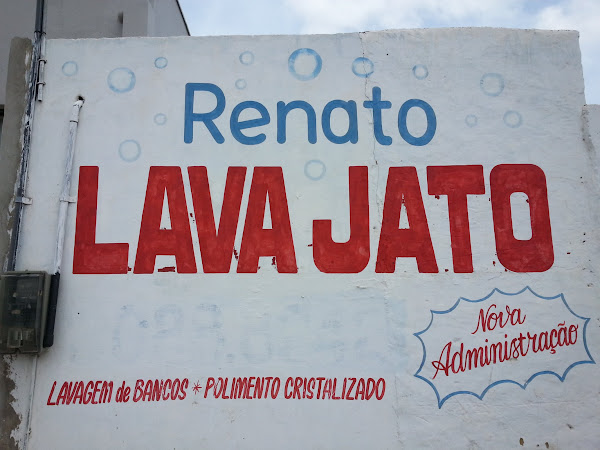 Renato
LAVA JATO
Nova
Administração
LAVAGEM de BANCOS * POLIMENTO CRISTALIZADO